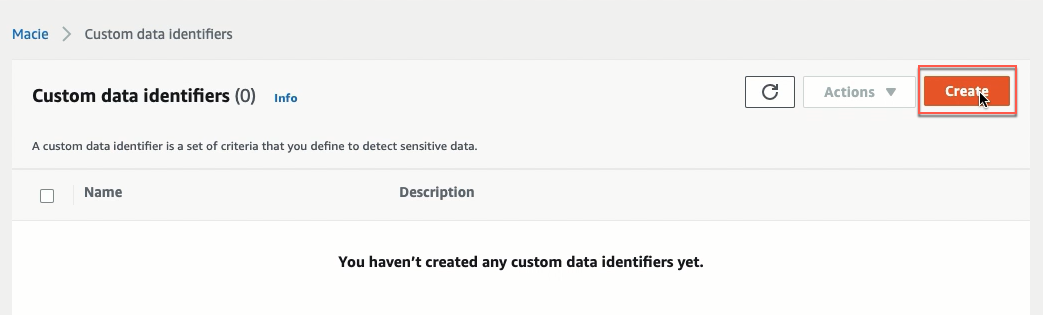 Macie > Custom data identifiers
Custom data identifiers (0) Info Actions ▼ Create
A custom data identifier is a set of criteria that you define to detect sensitive data.
Name Description
You haven’t created any custom data identifiers yet.